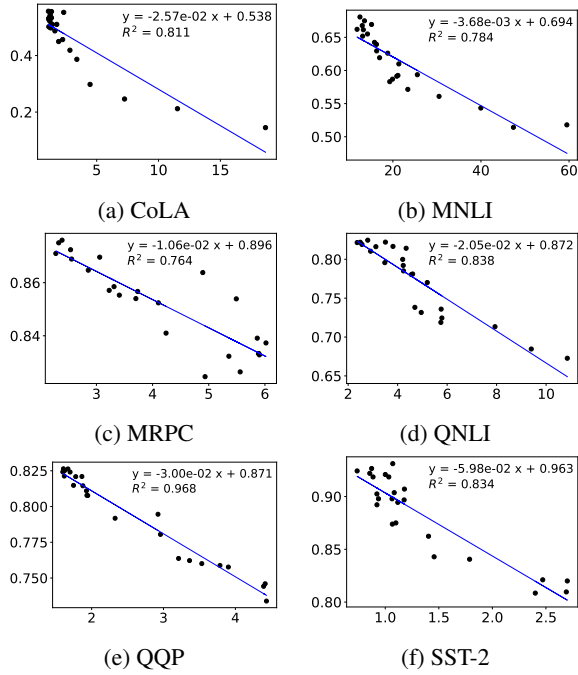 y = -2.57e-02 x + 0.538
R² = 0.811
0.4
0.2
5 10 15
(a) CoLA
y = -3.68e-03 x + 0.694
R² = 0.784
0.65
0.60
0.55
0.50
20 40 60
(b) MNLI
y = -1.06e-02 x + 0.896
R² = 0.764
0.86
0.84
3 4 5 6
(c) MRPC
y = -2.05e-02 x + 0.872
R² = 0.838
0.80
0.75
0.70
0.65
2 4 6 8 10
(d) QNLI
y = -3.00e-02 x + 0.871
R² = 0.968
0.825
0.800
0.775
0.750
2 3 4
(e) QQP
y = -5.98e-02 x + 0.963
R² = 0.834
0.90
0.85
0.80
1.0 1.5 2.0 2.5
(f) SST-2